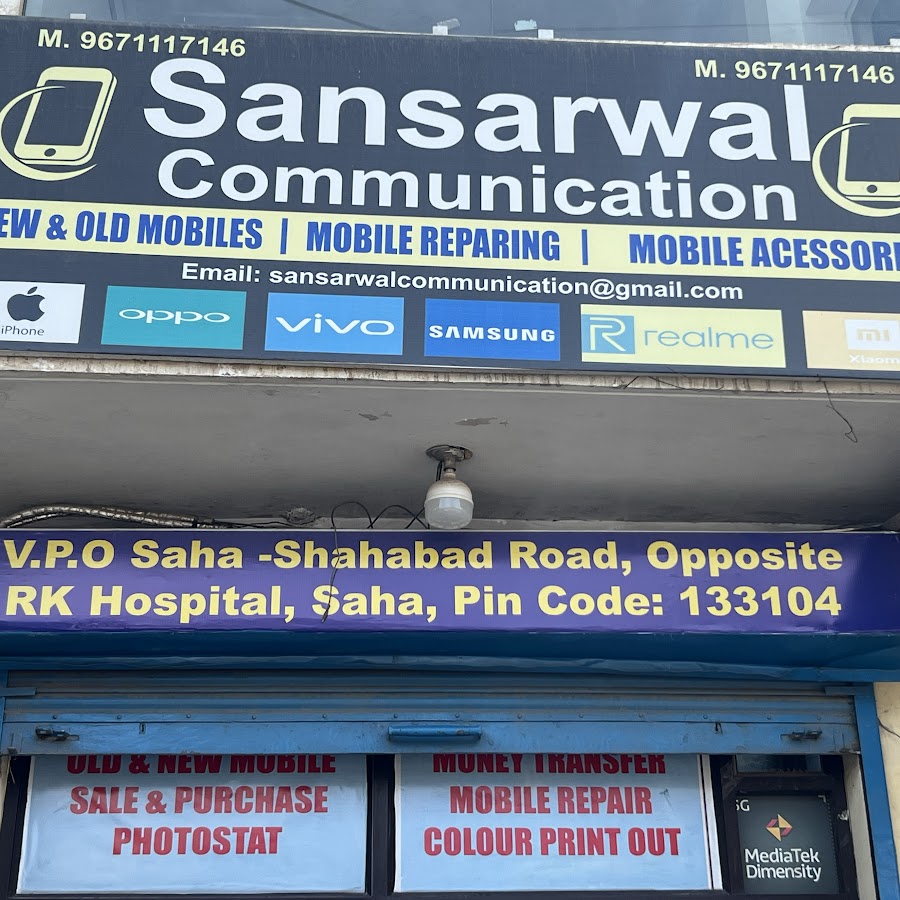 M. 9671117146
M. 9671117146
Sansarwal
Communication
EW & OLD MOBILES | MOBILE REPARING | MOBILE ACESSORI
Email: sansarwalcommunication@gmail.com
iPhone oppo vivo SAMSUNG R realme mi
Xiaom
V.P.O Saha -Shahabad Road, Opposite
RK Hospital, Saha, Pin Code: 133104
OLD & NEW MOBILE
SALE & PURCHASE
PHOTOSTAT
MONEY TRANSFER
MOBILE REPAIR
COLOUR PRINT OUT
5G
MediaTek
Dimensity